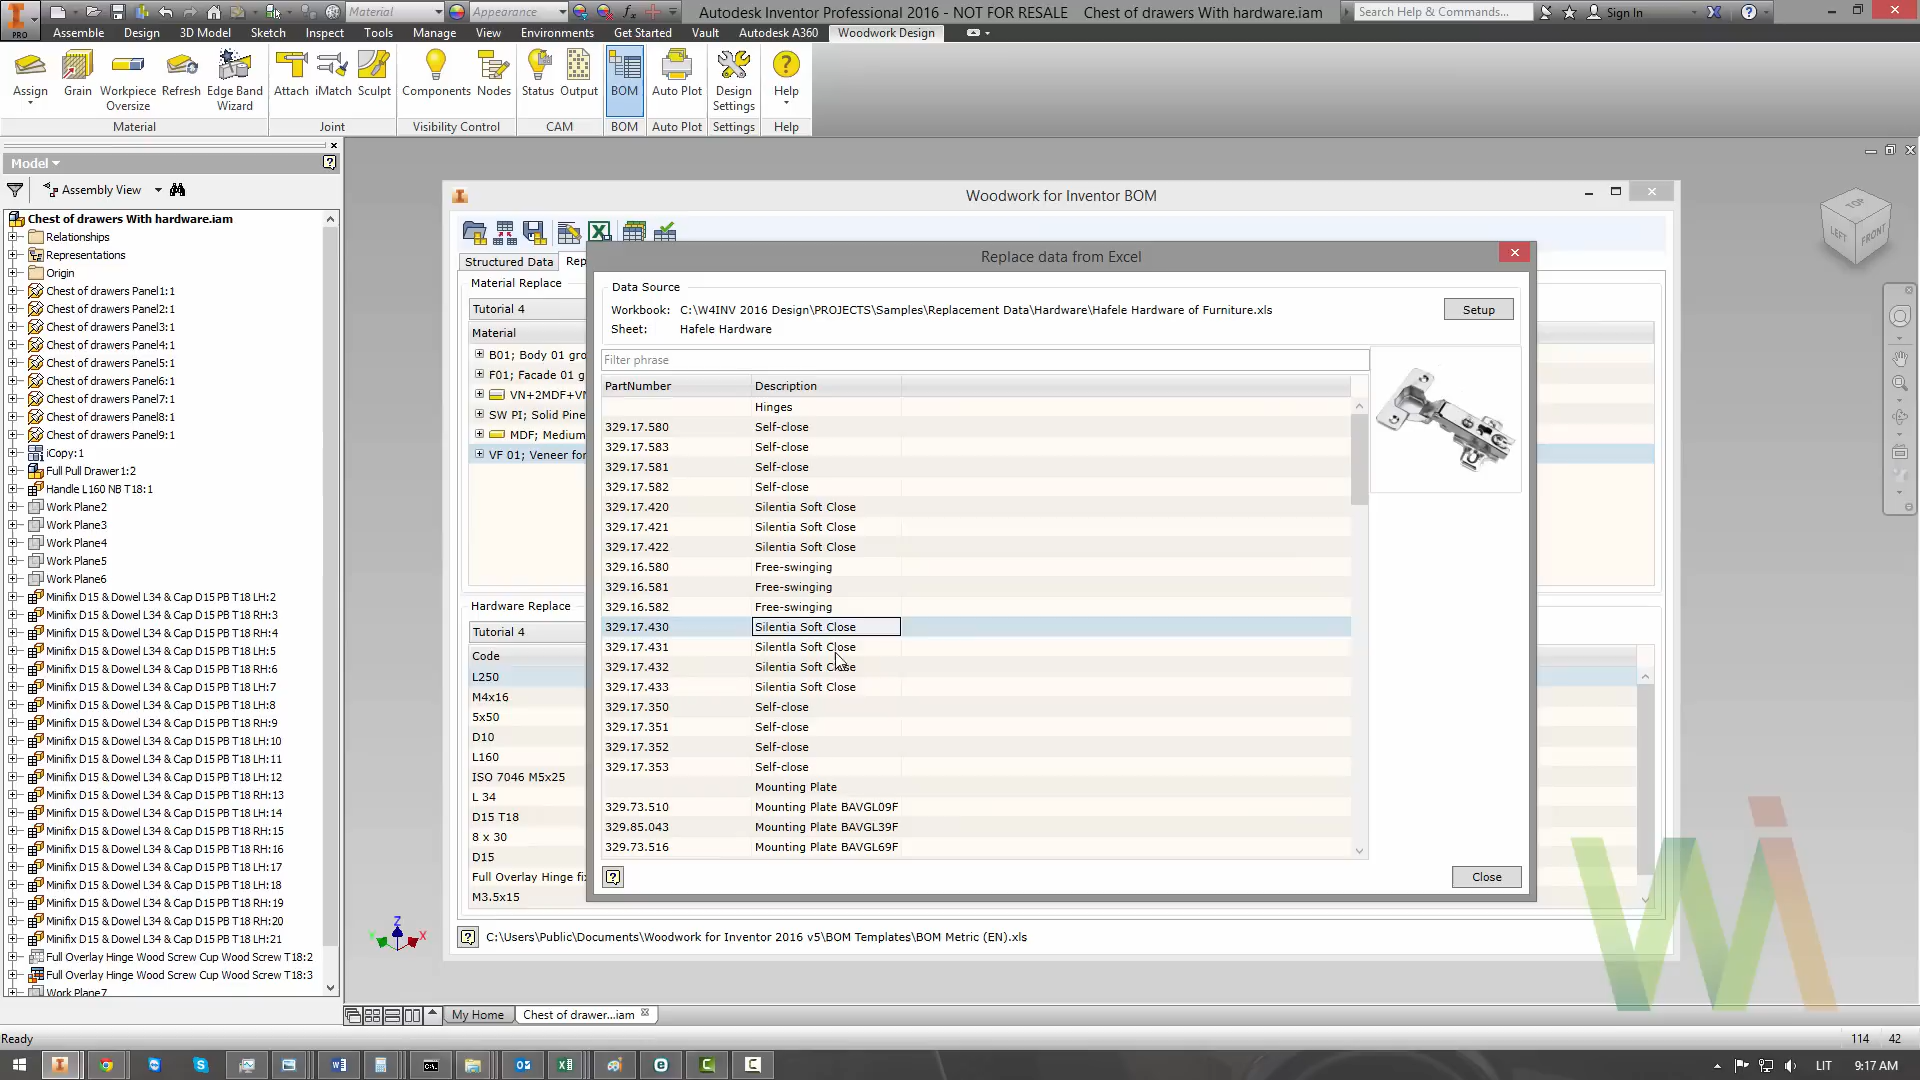 PRO
Material
Appearance
Autodesk Inventor Professional 2016 - NOT FOR RESALE Chest of drawers With hardware.iam
Search Help & Commands...
Sign In
Assembly Design 3D Model Sketch Inspect Tools Manage View Environments Get Started Vault Autodesk A360 Woodwork Design
Assign Grain Workpiece Oversize Refresh Edge Band Wizard Attach iMatch Sculpt Components Nodes Status Output BOM Auto Plot Design Settings Help
Material Joint Visibility Control CAM BOM Auto Plot Settings Help
Model
Assembly View
Chest of drawers With hardware.iam
Relationships
Representations
Origin
Chest of drawers Panel1:1
Chest of drawers Panel2:1
Chest of drawers Panel3:1
Chest of drawers Panel4:1
Chest of drawers Panel5:1
Chest of drawers Panel6:1
Chest of drawers Panel7:1
Chest of drawers Panel8:1
Chest of drawers Panel9:1
iCopy:1
Full Pull Drawer1:2
Handle L160 NB T18:1
Work Plane2
Work Plane3
Work Plane4
Work Plane5
Work Plane6
Minifix D15 & Dowel L34 & Cap D15 PB T18 LH:2
Minifix D15 & Dowel L34 & Cap D15 PB T18 RH:3
Minifix D15 & Dowel L34 & Cap D15 PB T18 RH:4
Minifix D15 & Dowel L34 & Cap D15 PB T18 LH:5
Minifix D15 & Dowel L34 & Cap D15 PB T18 RH:6
Minifix D15 & Dowel L34 & Cap D15 PB T18 LH:7
Minifix D15 & Dowel L34 & Cap D15 PB T18 LH:8
Minifix D15 & Dowel L34 & Cap D15 PB T18 RH:9
Minifix D15 & Dowel L34 & Cap D15 PB T18 LH:10
Minifix D15 & Dowel L34 & Cap D15 PB T18 LH:11
Minifix D15 & Dowel L34 & Cap D15 PB T18 LH:12
Minifix D15 & Dowel L34 & Cap D15 PB T18 RH:13
Minifix D15 & Dowel L34 & Cap D15 PB T18 LH:14
Minifix D15 & Dowel L34 & Cap D15 PB T18 RH:15
Minifix D15 & Dowel L34 & Cap D15 PB T18 RH:16
Minifix D15 & Dowel L34 & Cap D15 PB T18 LH:17
Minifix D15 & Dowel L34 & Cap D15 PB T18 LH:18
Minifix D15 & Dowel L34 & Cap D15 PB T18 RH:19
Minifix D15 & Dowel L34 & Cap D15 PB T18 RH:20
Minifix D15 & Dowel L34 & Cap D15 PB T18 LH:21
Full Overlay Hinge Wood Screw Cup Wood Screw T18:2
Full Overlay Hinge Wood Screw Cup Wood Screw T18:3
Work Plane7
Woodwork for Inventor BOM
Structured Data Rep
Material Replace
Tutorial 4
Material
B01; Body 01 gro
F01; Facade 01 g
VN+2MDF+VN
SW PI; Solid Pine
MDF; Medium
VF 01; Veneer for
Hardware Replace
Tutorial 4
Code
L250
M4x16
5x50
D10
L160
ISO 7046 M5x25
L 34
D15 T18
8 x 30
D15
Full Overlay Hinge fi
M3.5x15
C:\Users\Public\Documents\Woodwork for Inventor 2016 v5\BOM Templates\BOM Metric (EN).xls
Replace data from Excel
Data Source
Workbook: C:\W4INV 2016 Design\PROJECTS\Samples\Replacement Data\Hardware\Hafele Hardware of Furniture.xls
Setup
Sheet: Hafele Hardware
Filter phrase
PartNumber Description
Hinges
329.17.580 Self-close
329.17.583 Self-close
329.17.581 Self-close
329.17.582 Self-close
329.17.420 Silentia Soft Close
329.17.421 Silentia Soft Close
329.17.422 Silentia Soft Close
329.16.580 Free-swinging
329.16.581 Free-swinging
329.16.582 Free-swinging
329.17.430 Silentia Soft Close
329.17.431 Silentia Soft Close
329.17.432 Silentia Soft Close
329.17.433 Silentia Soft Close
329.17.350 Self-close
329.17.351 Self-close
329.17.352 Self-close
329.17.353 Self-close
Mounting Plate
329.73.510 Mounting Plate BAVGL09F
329.85.043 Mounting Plate BAVGL39F
329.73.516 Mounting Plate BAVGL69F
Close
TOP
LEFT FRONT
Z
Y X
My Home Chest of drawer...iam
Ready
114 42
LIT 9:17 AM